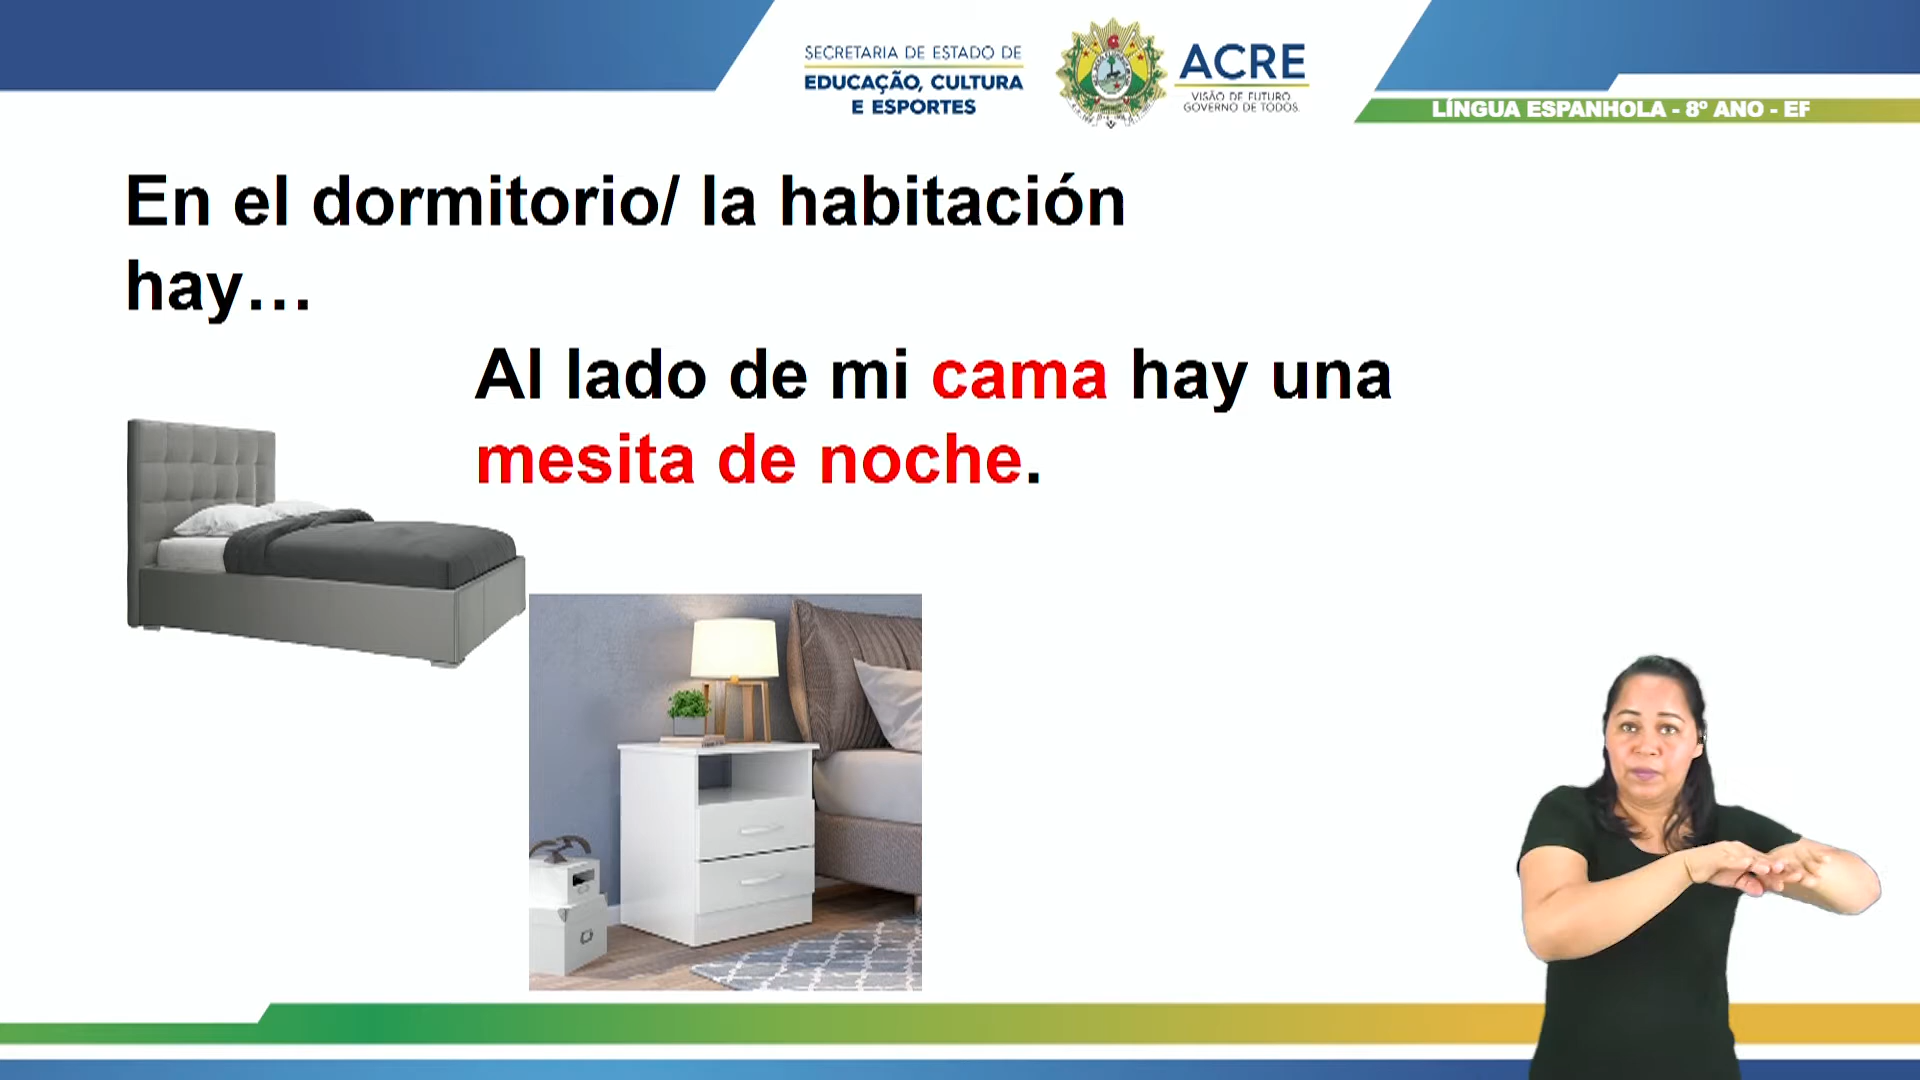 SECRETARIA DE ESTADO DE
EDUCAÇÃO, CULTURA
E ESPORTES
ACRE
VISÃO DE FUTURO
GOVERNO DE TODOS.
LÍNGUA ESPANHOLA - 8º ANO - EF
En el dormitorio/ la habitación
hay…
Al lado de mi cama hay una
mesita de noche.